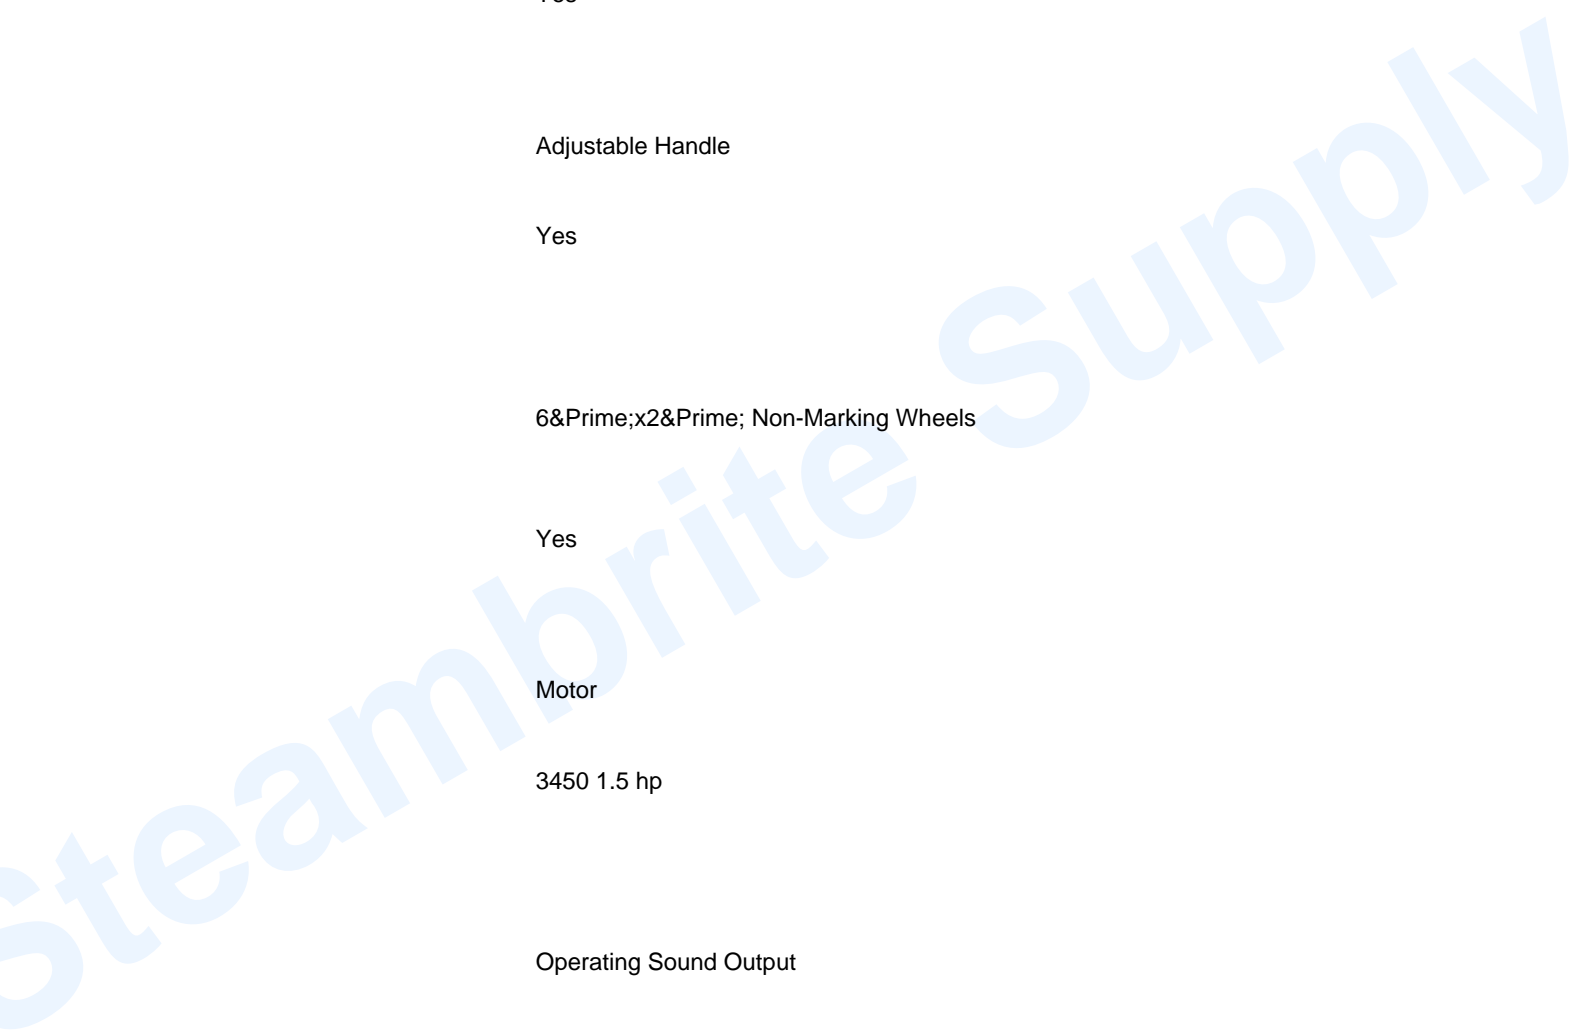 Yes
Adjustable Handle
Yes
6&Prime;x2&Prime; Non-Marking Wheels
Yes
Motor
3450 1.5 hp
Operating Sound Output
Steambrite Supply